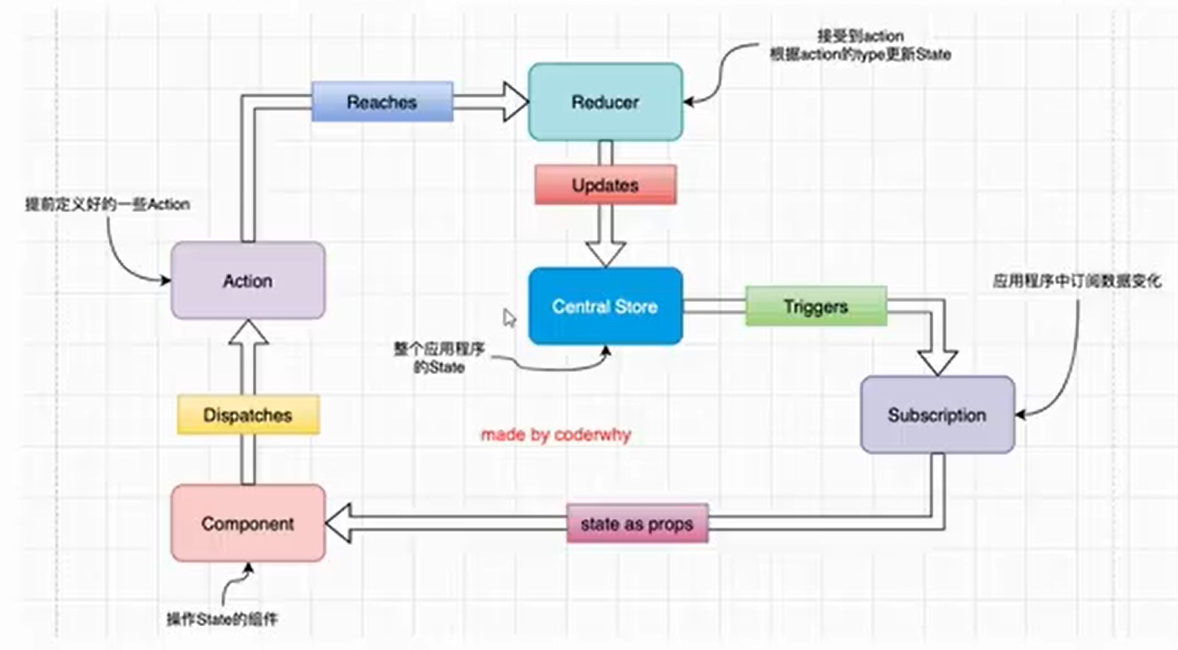 接受到action
根据action的type更新State
Reaches
Reducer
Updates
提前定义好的一些Action
Action
Central Store
Triggers
应用程序中订阅数据变化
整个应用程序
的State
Dispatches
Subscription
made by coderwhy
Component
state as props
操作State的组件